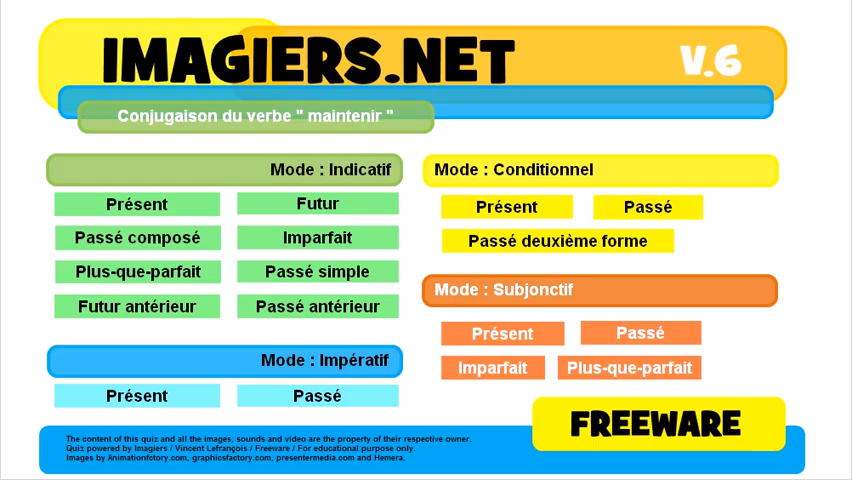 IMAGIERS.NET
V.6
Conjugaison du verbe " maintenir "
Mode : Indicatif
Présent
Futur
Passé composé
Imparfait
Plus-que-parfait
Passé simple
Futur antérieur
Passé antérieur
Mode : Impératif
Présent
Passé
Mode : Conditionnel
Présent
Passé
Passé deuxième forme
Mode : Subjonctif
Présent
Passé
Imparfait
Plus-que-parfait
FREEWARE
The content of this quiz and all the images, sounds and video are the property of their respective owner.
Quiz powered by Imagiers / Vincent Lefrançois / Freeware / For educational purpose only.
Images by Animationfctory.com, graphicsfactory.com, presentermedia.com and Hemera.